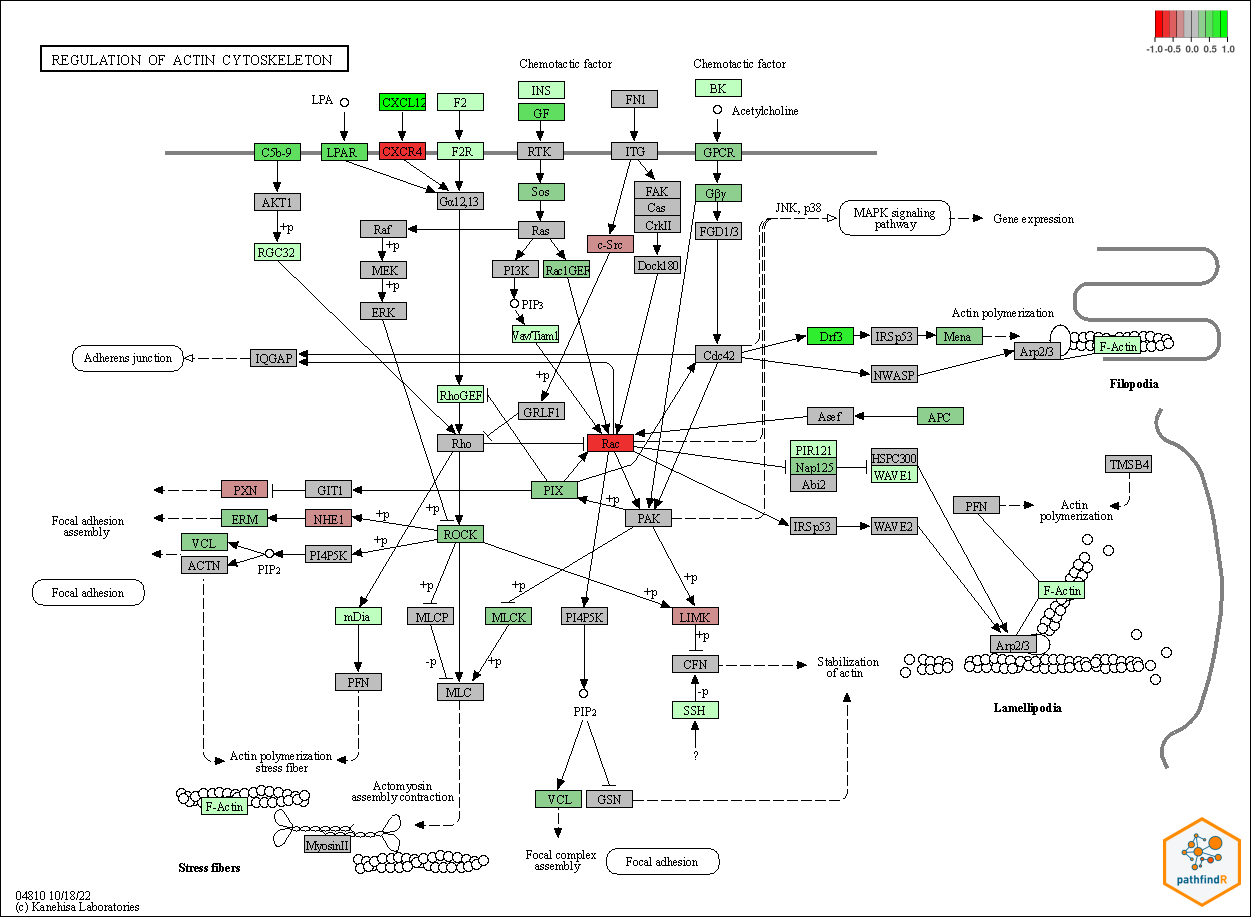 -1.0 -0.5 0.0 0.5 1.0
REGULATION OF ACTIN CYTOSKELETON
Chemotactic factor
Chemotactic factor
LPA
CXCL12
F2
INS
GF
FN1
BK
Acetylcholine
C5b-9
LPAR
CXCR4
F2R
RTK
ITG
GPCR
AKT1
Gα12,13
Sos
FAK
Cas
CrkII
Gβγ
JNK, p38
MAPK signaling
pathway
Gene expression
+p
RGC32
Raf
Ras
c-Src
FGD1/3
+p
MEK
PI3K
Rac1GEF
Dock180
+p
ERK
PIP3
Vav/Tiam1
Actin polymerization
Drf3
IRSp53
Mena
Arp2/3
F-Actin
Adherens junction
IQGAP
Cdc42
NWASP
Filopodia
+p
RhoGEF
GRLF1
Asef
APC
Rho
Rac
PIR121
Nap125
Abi2
HSPC300
WAVE1
TMSB4
PXN
GIT1
PIX
+p
PAK
PFN
Actin
polymerization
Focal adhesion
assembly
ERM
NHE1
+p
+p
ROCK
IRSp53
WAVE2
VCL
ACTN
PIP2
PI4P5K
+p
Focal adhesion
+p
+p
+p
+p
F-Actin
mDia
MLCP
MLCK
PI4P5K
LIMK
+p
Arp2/3
-p
+p
CFN
Stabilization
of actin
PFN
MLC
-p
PIP2
SSH
Lamellipodia
?
Actin polymerization
stress fiber
Actomyosin
assembly contraction
F-Actin
VCL
GSN
MyosinII
Stress fibers
Focal complex
assembly
Focal adhesion
pathfindR
04810 10/18/22
(c) Kanehisa Laboratories